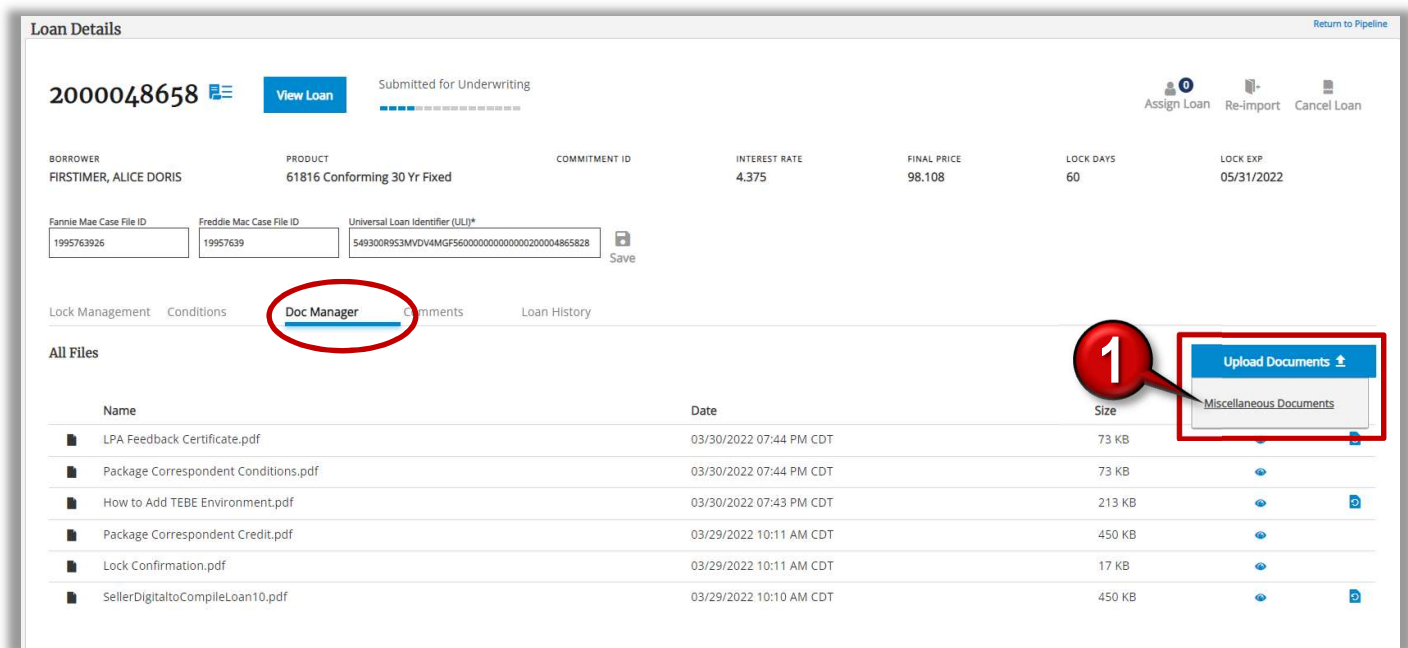 Loan Details
Return to Pipeline
2000048658
View Loan
Submitted for Underwriting
0
Assign Loan Re-import Cancel Loan
BORROWER PRODUCT COMMITMENT ID INTEREST RATE FINAL PRICE LOCK DAYS LOCK EXP
FIRSTIMER, ALICE DORIS 61816 Conforming 30 Yr Fixed 4.375 98.108 60 05/31/2022
Fannie Mae Case File ID Freddie Mac Case File ID Universal Loan Identifier (ULI)*
1995763926 19957639
Save
Lock Management Conditions Doc Manager Comments Loan History
All Files
1
Upload Documents
Miscellaneous Documents
Name Date Size
LPA Feedback Certificate.pdf 03/30/2022 07:44 PM CDT 73 KB
Package Correspondent Conditions.pdf 03/30/2022 07:44 PM CDT 73 KB
How to Add TEBE Environment.pdf 03/30/2022 07:43 PM CDT 213 KB
Package Correspondent Credit.pdf 03/29/2022 10:11 AM CDT 450 KB
Lock Confirmation.pdf 03/29/2022 10:11 AM CDT 17 KB
SellerDigitaltoCompileLoan10.pdf 03/29/2022 10:10 AM CDT 450 KB